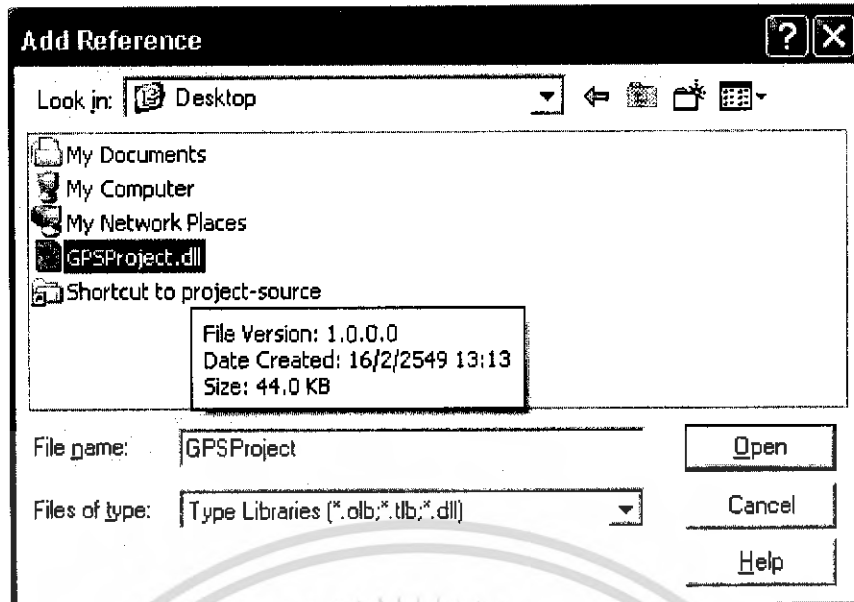 Add Reference
Look in: Desktop
My Documents
My Computer
My Network Places
GPSProject.dll
Shortcut to project-source
File Version: 1.0.0.0
Date Created: 16/2/2549 13:13
Size: 44.0 KB
File name: GPSProject Open
Files of type: Type Libraries (*.olb;*.tlb;*.dll) Cancel
Help